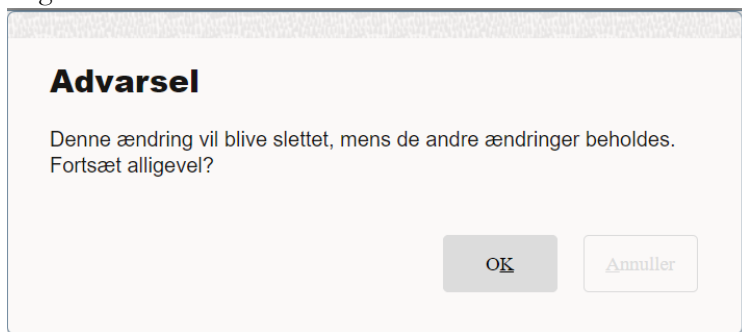 Advarsel
Denne ændring vil blive slettet, mens de andre ændringer beholdes.
Fortsæt alligevel?
OK
Annuller